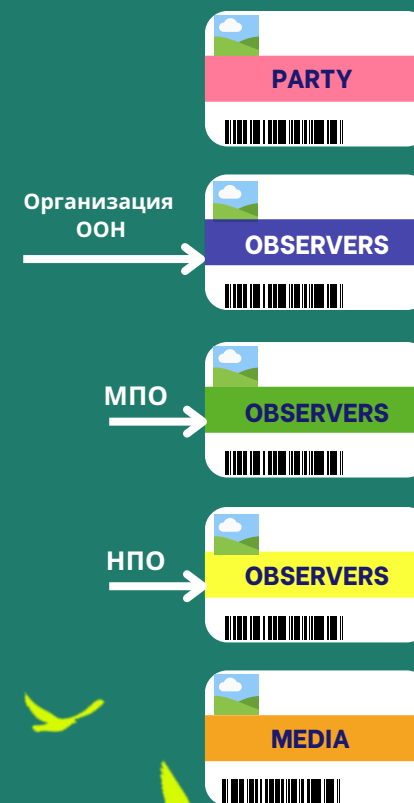 PARTY
Организация
ООН
OBSERVERS
МПО
OBSERVERS
НПО
OBSERVERS
MEDIA